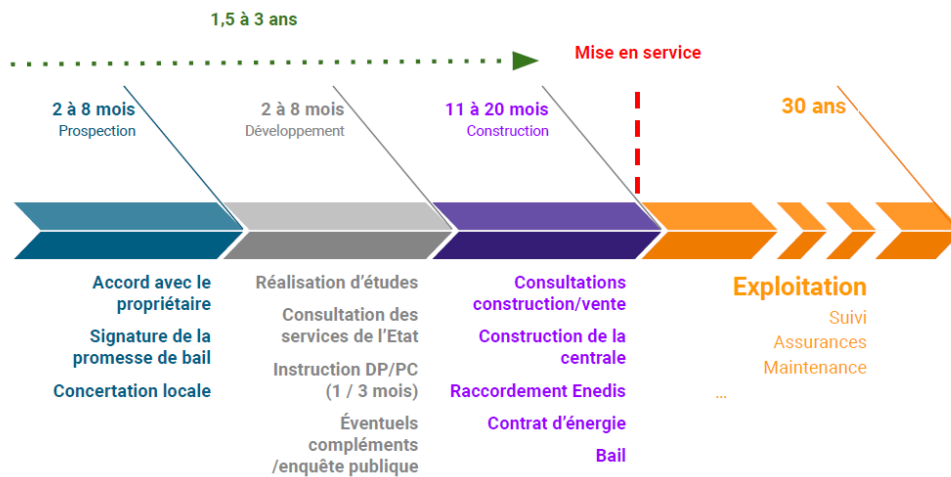 1,5 à 3 ans
Mise en service
2 à 8 mois
Prospection
2 à 8 mois
Développement
11 à 20 mois
Construction
30 ans
Accord avec le
propriétaire
Signature de la
promesse de bail
Concertation locale
Réalisation d’études
Consultation des
services de l’Etat
Instruction DP/PC
(1 / 3 mois)
Éventuels
compléments
/enquête publique
Consultations
construction/vente
Construction de la
centrale
Raccordement Enedis
Contrat d’énergie
Bail
Exploitation
Suivi
Assurances
Maintenance
...